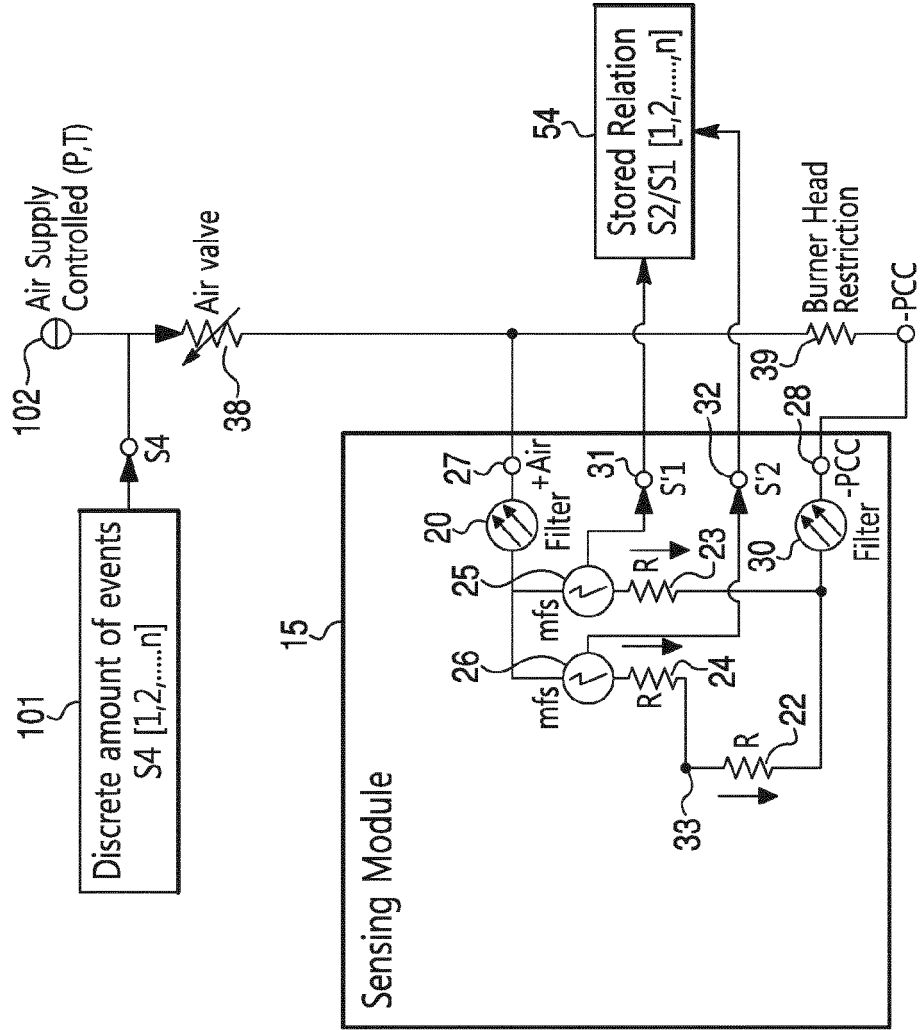 101
Discrete amount of events
S4 [1,2,.....n]
S4
102
Air Supply
Controlled (P,T)
Air valve
38
54
Stored Relation
S2/S1 [1,2,.....,n]
15
Sensing Module
20
Filter
27
+Air
25
mfs
26
mfs
31
S'1
R
23
R
24
32
S'2
33
R
22
30
Filter
28
-PCC
39
Burner Head
Restriction
-PCC